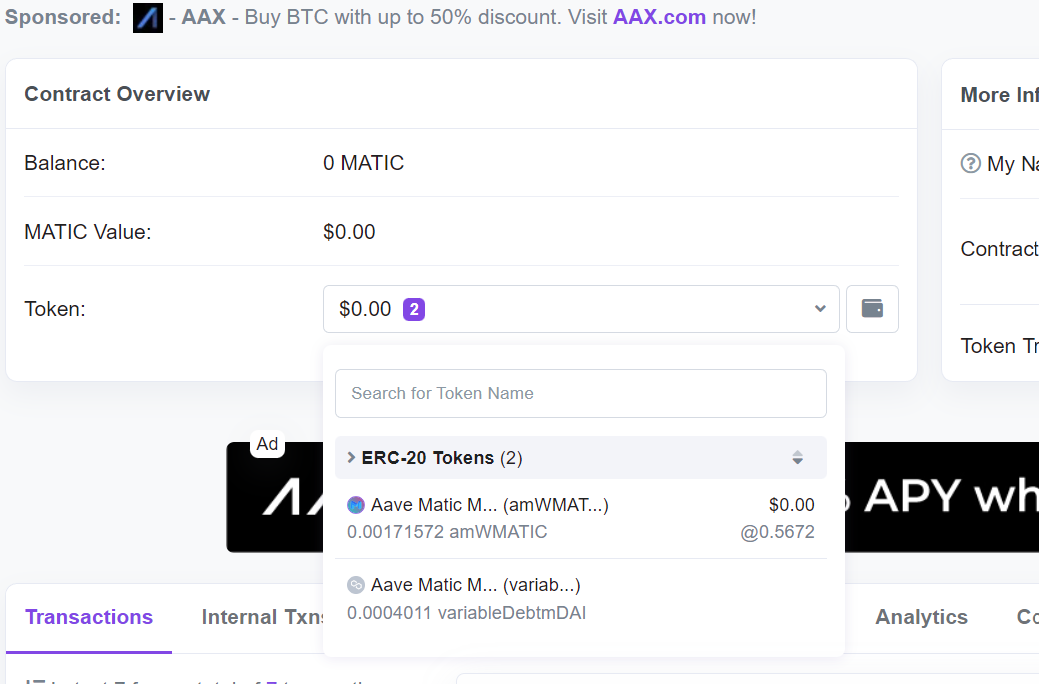 Sponsored: - AAX - Buy BTC with up to 50% discount. Visit AAX.com now!
Contract Overview
Balance: 0 MATIC
MATIC Value: $0.00
Token: $0.00 2
Search for Token Name
ERC-20 Tokens (2)
Aave Matic M... (amWMAT...) $0.00
0.00171572 amWMATIC @0.5672
Aave Matic M... (variab...)
0.0004011 variableDebtmDAI
More Inf
My Na
Contract
Token Tr
Ad
APY wh
Transactions Internal Txns Analytics Co